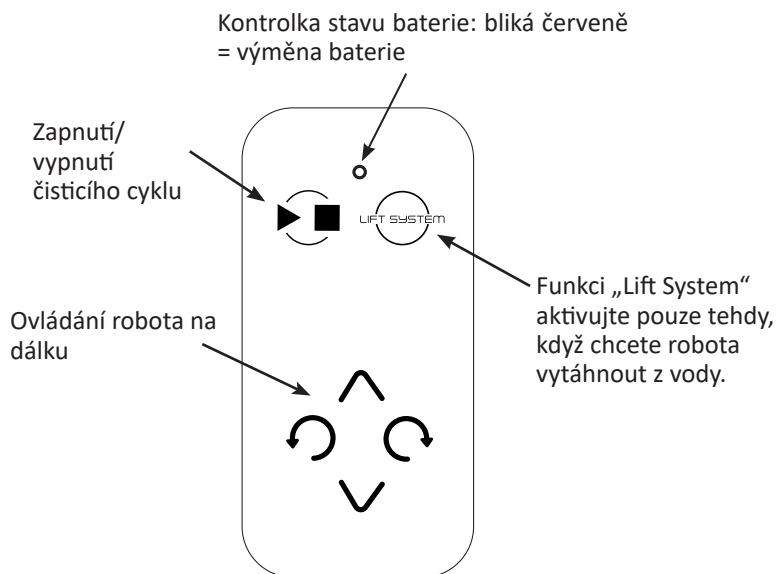 Kontrolka stavu baterie: bliká červeně
= výměna baterie
Zapnutí/
vypnutí
čisticího cyklu
LIFT SYSTEM
Funkci „Lift System“
aktivujte pouze tehdy,
když chcete robota
vytáhnout z vody.
Ovládání robota na
dálku